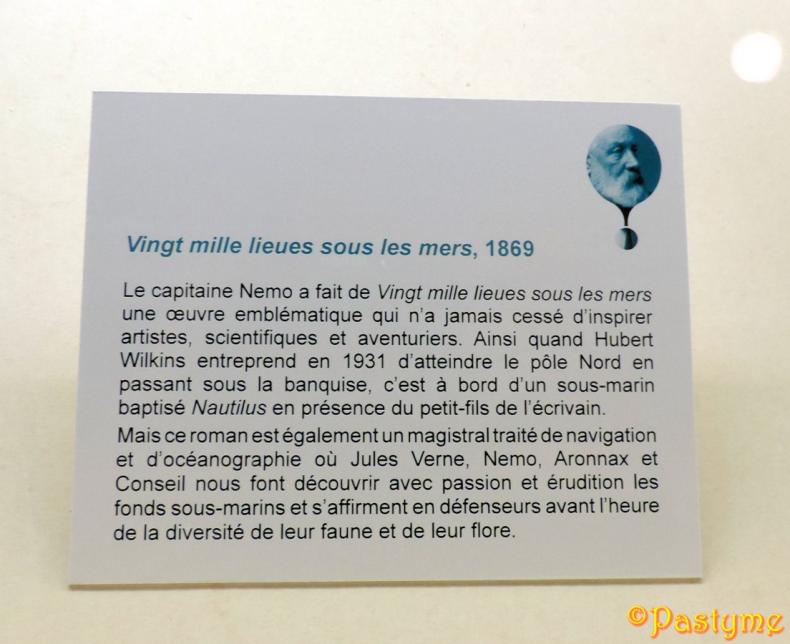 Vingt mille lieues sous les mers, 1869
Le capitaine Nemo a fait de Vingt mille lieues sous les mers
une œuvre emblématique qui n'a jamais cessé d'inspirer
artistes, scientifiques et aventuriers. Ainsi quand Hubert
Wilkins entreprend en 1931 d'atteindre le pôle Nord en
passant sous la banquise, c'est à bord d'un sous-marin
baptisé Nautilus en présence du petit-fils de l'écrivain.
Mais ce roman est également un magistral traité de navigation
et d'océanographie où Jules Verne, Nemo, Aronnax et
Conseil nous font découvrir avec passion et érudition les
fonds sous-marins et s'affirment en défenseurs avant l'heure
de la diversité de leur faune et de leur flore.
©Pastyme